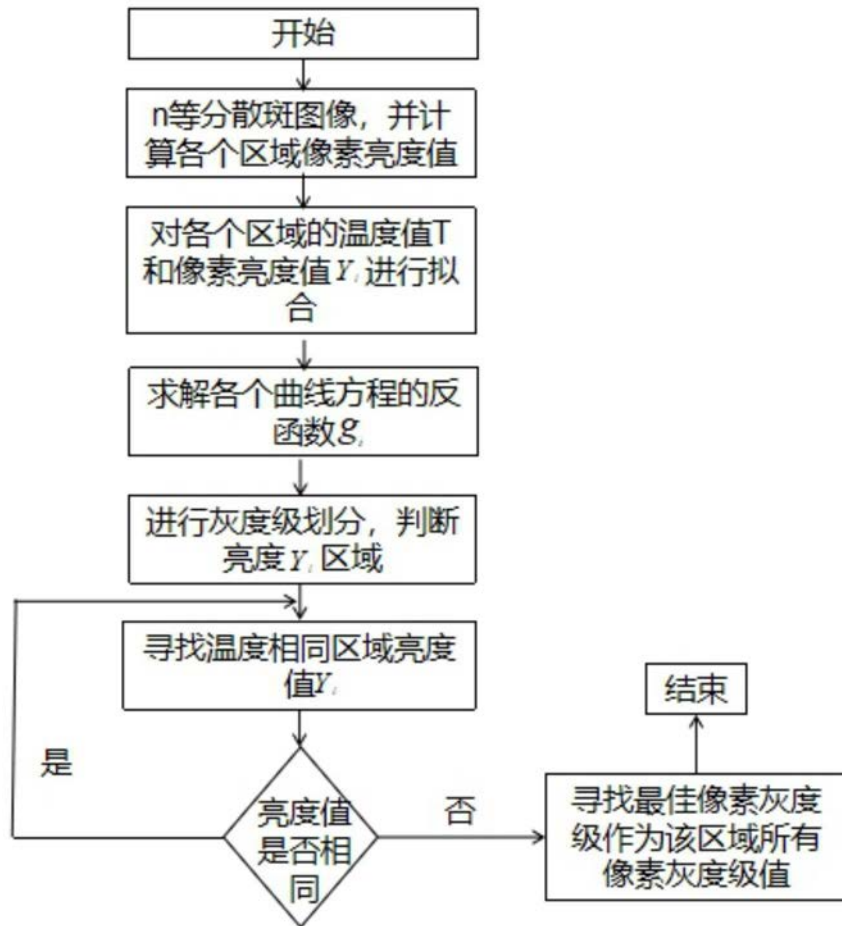 开始
n等分散斑图像，并计
算各个区域像素亮度值
对各个区域的温度值T
和像素亮度值Yᵢ进行拟
合
求解各个曲线方程的反
函数gᵢ
进行灰度级划分，判断
亮度Yᵢ区域
寻找温度相同区域亮度
值Yᵢ
是
亮度值
是否相
同
否
寻找最佳像素灰度
级作为该区域所有
像素灰度级值
结束